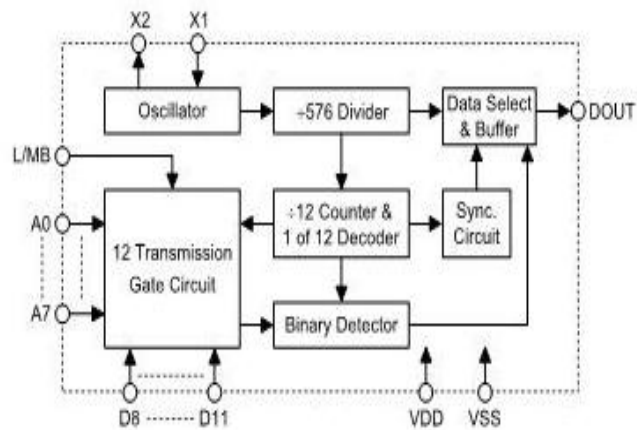 X2 X1
Oscillator
÷576 Divider
Data Select
& Buffer
DOUT
L/MB
A0
A7
12 Transmission
Gate Circuit
÷12 Counter &
1 of 12 Decoder
Sync.
Circuit
Binary Detector
D8 D11
VDD VSS